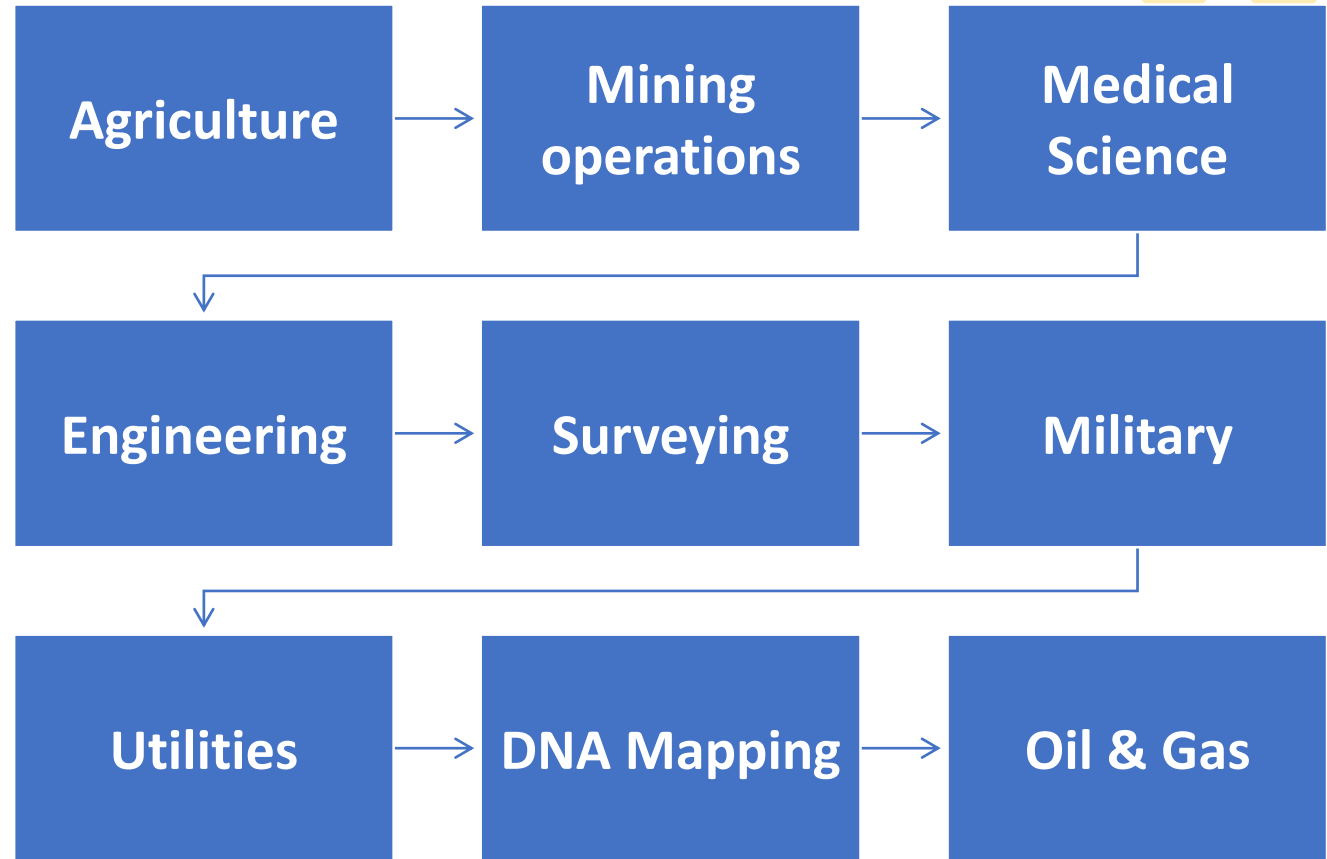 Agriculture
Mining
operations
Medical
Science
Engineering
Surveying
Military
Utilities
DNA Mapping
Oil & Gas